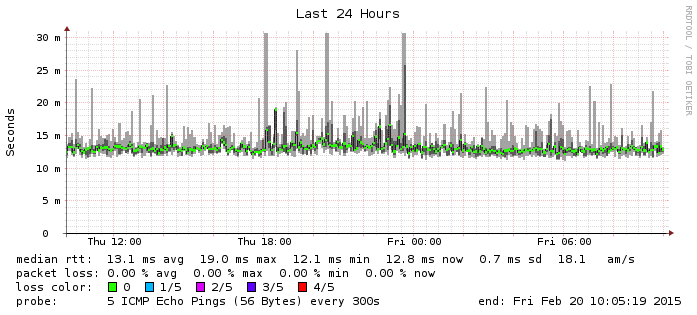 Last 24 Hours
RRDTOOL / TOBI OETIKER
Seconds
30 m
25 m
20 m
15 m
10 m
5 m
0
Thu 12:00 Thu 18:00 Fri 00:00 Fri 06:00
median rtt: 13.1 ms avg 19.0 ms max 12.1 ms min 12.8 ms now 0.7 ms sd 18.1 am/s
packet loss: 0.00 % avg 0.00 % max 0.00 % min 0.00 % now
loss color: 0 1/5 2/5 3/5 4/5
probe: 5 ICMP Echo Pings (56 Bytes) every 300s end: Fri Feb 20 10:05:19 2015